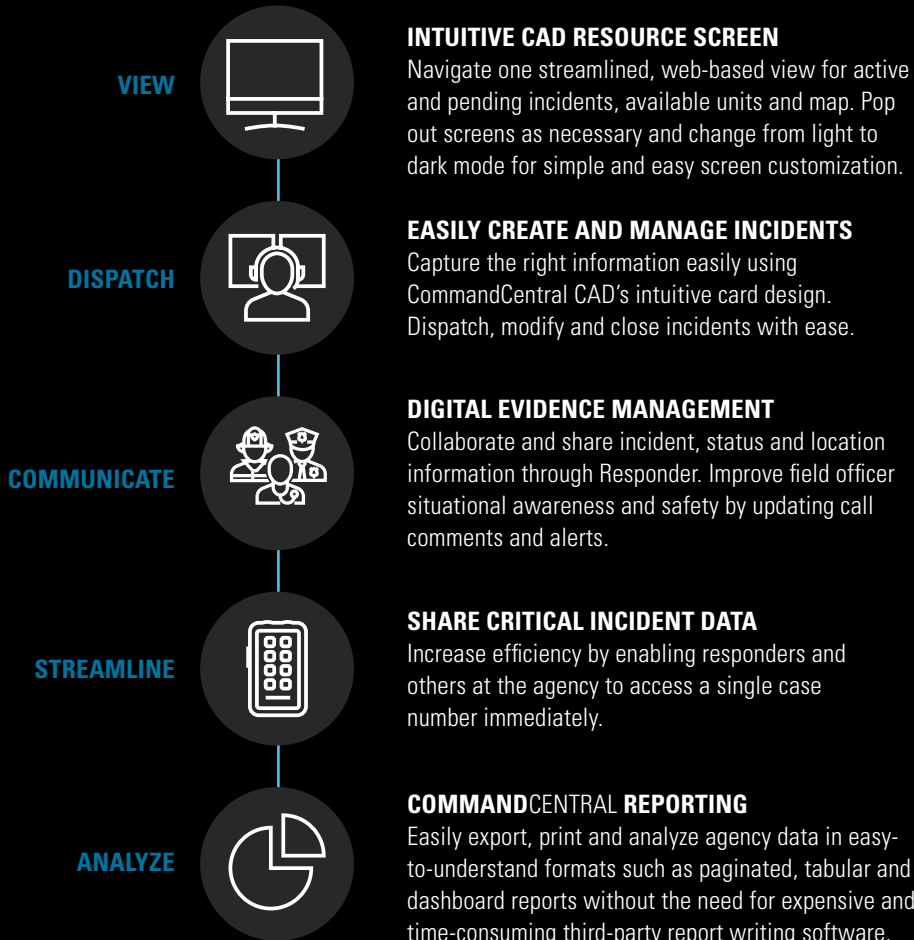 VIEW
INTUITIVE CAD RESOURCE SCREEN
Navigate one streamlined, web-based view for active
and pending incidents, available units and map. Pop
out screens as necessary and change from light to
dark mode for simple and easy screen customization.
DISPATCH
EASILY CREATE AND MANAGE INCIDENTS
Capture the right information easily using
CommandCentral CAD’s intuitive card design.
Dispatch, modify and close incidents with ease.
COMMUNICATE
DIGITAL EVIDENCE MANAGEMENT
Collaborate and share incident, status and location
information through Responder. Improve field officer
situational awareness and safety by updating call
comments and alerts.
STREAMLINE
SHARE CRITICAL INCIDENT DATA
Increase efficiency by enabling responders and
others at the agency to access a single case
number immediately.
ANALYZE
COMMANDCENTRAL REPORTING
Easily export, print and analyze agency data in easy-
to-understand formats such as paginated, tabular and
dashboard reports without the need for expensive and
time-consuming third-party report writing software.